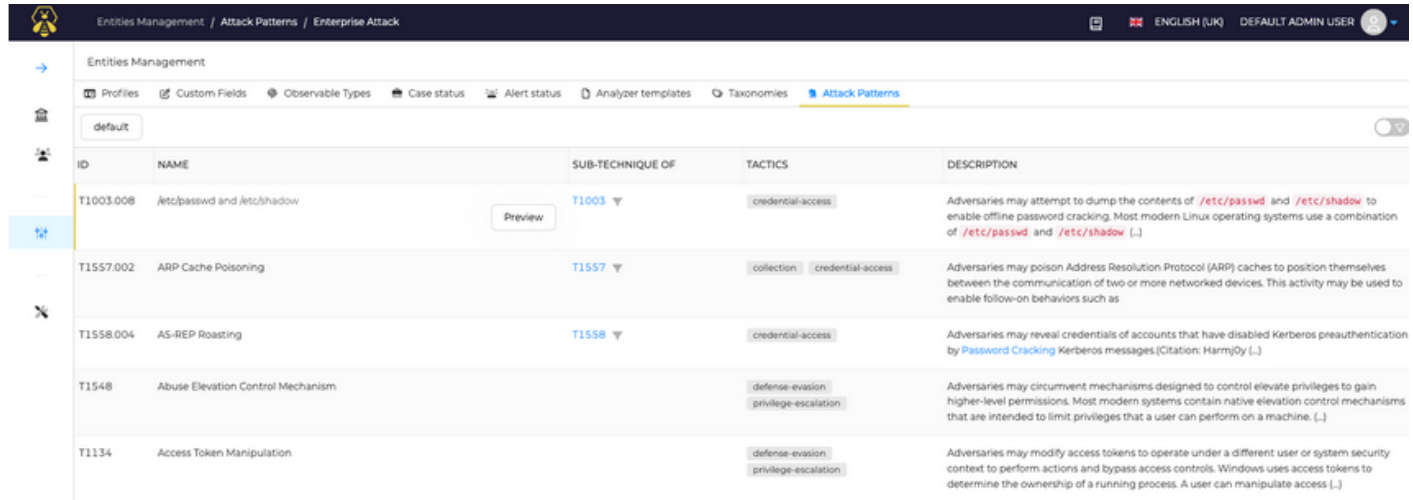 Entities Management / Attack Patterns / Enterprise Attack
ENGLISH (UK) DEFAULT ADMIN USER
Entities Management
Profiles Custom Fields Observable Types Case status Alert status Analyzer templates Taxonomies Attack Patterns
default
ID NAME SUB-TECHNIQUE OF TACTICS DESCRIPTION
T1003.008 /etc/passwd and /etc/shadow
Preview
T1003
credential-access
Adversaries may attempt to dump the contents of /etc/passwd and /etc/shadow to
enable offline password cracking. Most modern Linux operating systems use a combination
of /etc/passwd and /etc/shadow (...)
T1557.002 ARP Cache Poisoning
T1557
collection credential-access
Adversaries may poison Address Resolution Protocol (ARP) caches to position themselves
between the communication of two or more networked devices. This activity may be used to
enable follow-on behaviors such as
T1558.004 AS-REP Roasting
T1558
credential-access
Adversaries may reveal credentials of accounts that have disabled Kerberos preauthentication
by Password Cracking Kerberos messages.(Citation: Harmj0y (...)
T1548 Abuse Elevation Control Mechanism
defense-evasion
privilege-escalation
Adversaries may circumvent mechanisms designed to control elevate privileges to gain
higher-level permissions. Most modern systems contain native elevation control mechanisms
that are intended to limit privileges that a user can perform on a machine. (...)
T1134 Access Token Manipulation
defense-evasion
privilege-escalation
Adversaries may modify access tokens to operate under a different user or system security
context to perform actions and bypass access controls. Windows uses access tokens to
determine the ownership of a running process. A user can manipulate access (...)